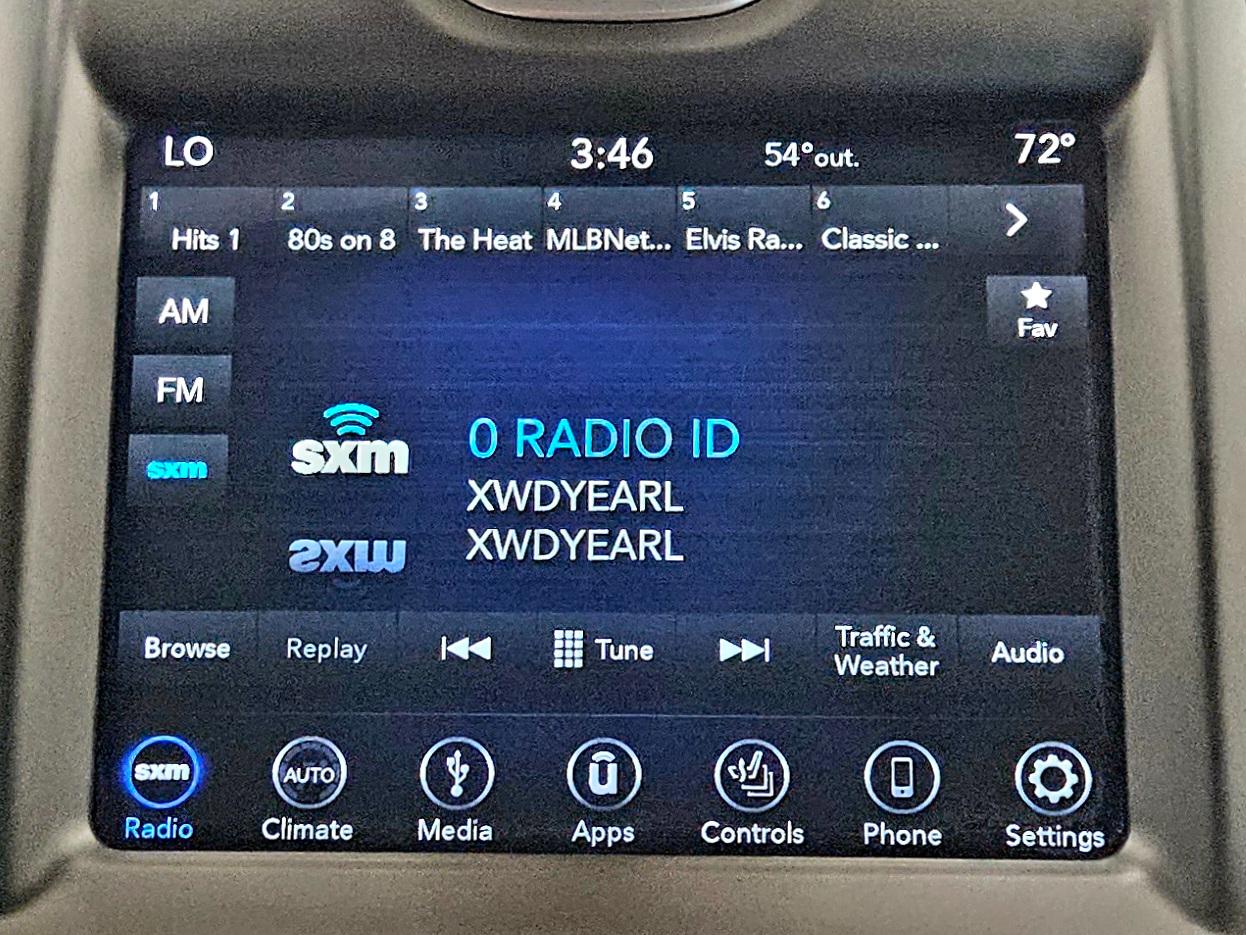 LO 3:46 54°out. 72°
1 2 3 4 5 6
Hits 1 80s on 8 The Heat MLBNet... Elvis Ra... Classic ...
AM
Fav
FM
sxm
sxm
0 RADIO ID
XWDYEARL
XWDYEARL
sxm
Browse Replay Tune Traffic & Weather Audio
sxm AUTO ū
Radio Climate Media Apps Controls Phone Settings